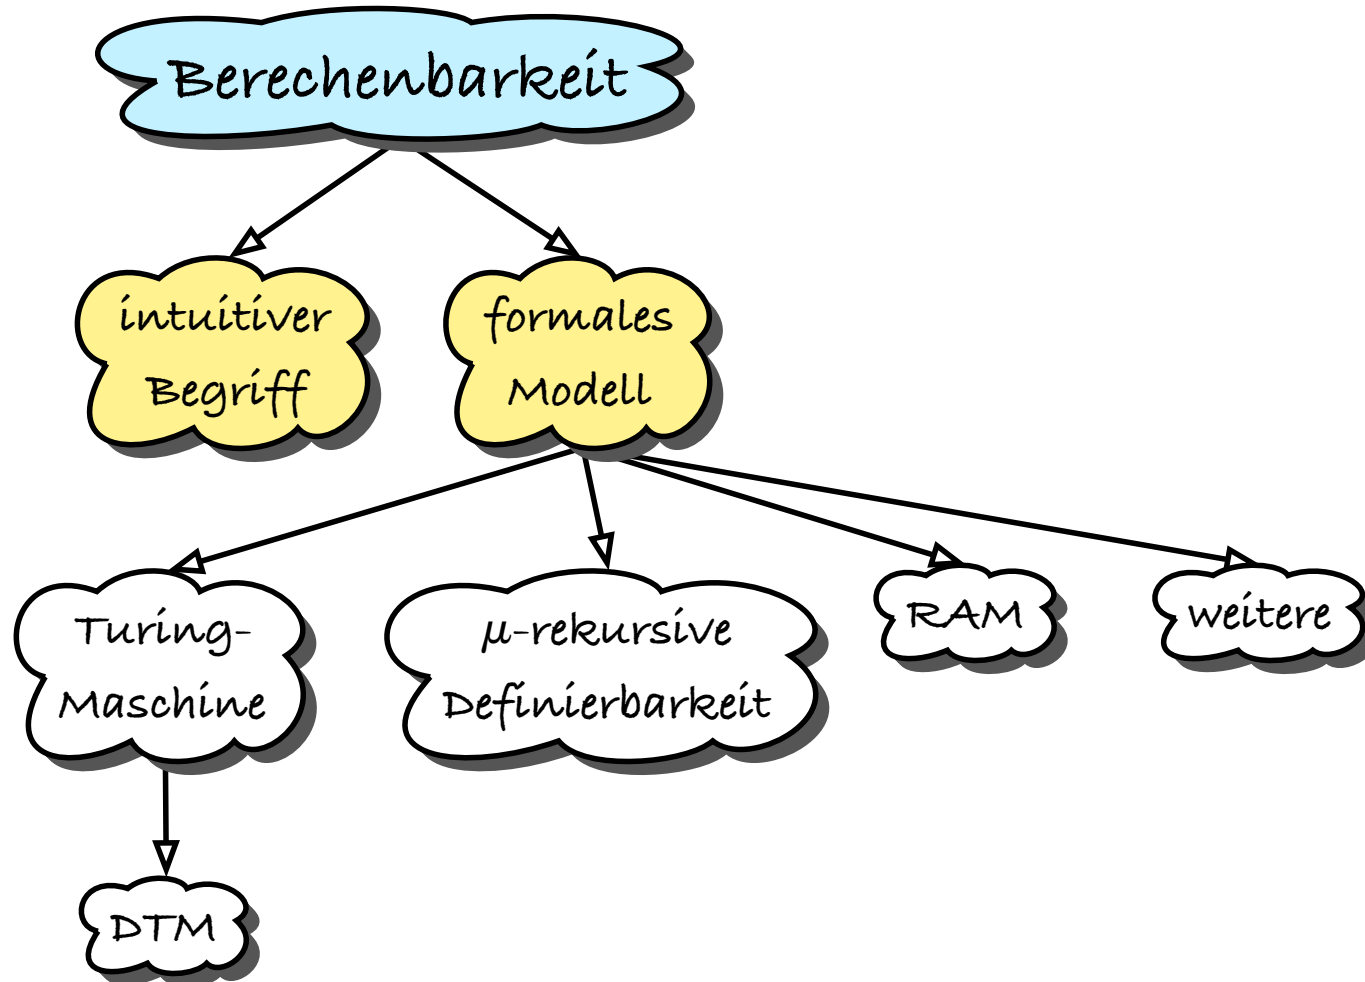 Berechenbarkeit
intuitiver
Begriff
formales
Modell
Turing-
Maschine
μ-rekursive
Definierbarkeit
RAM
weitere
DTM